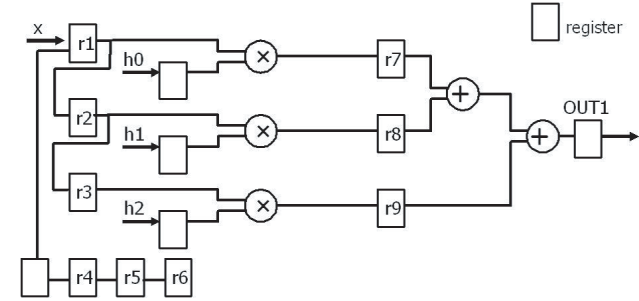 x
r1
register
h0
×
r7
+
OUT1
r2
h1
×
r8
+
r3
h2
×
r9
r4
r5
r6